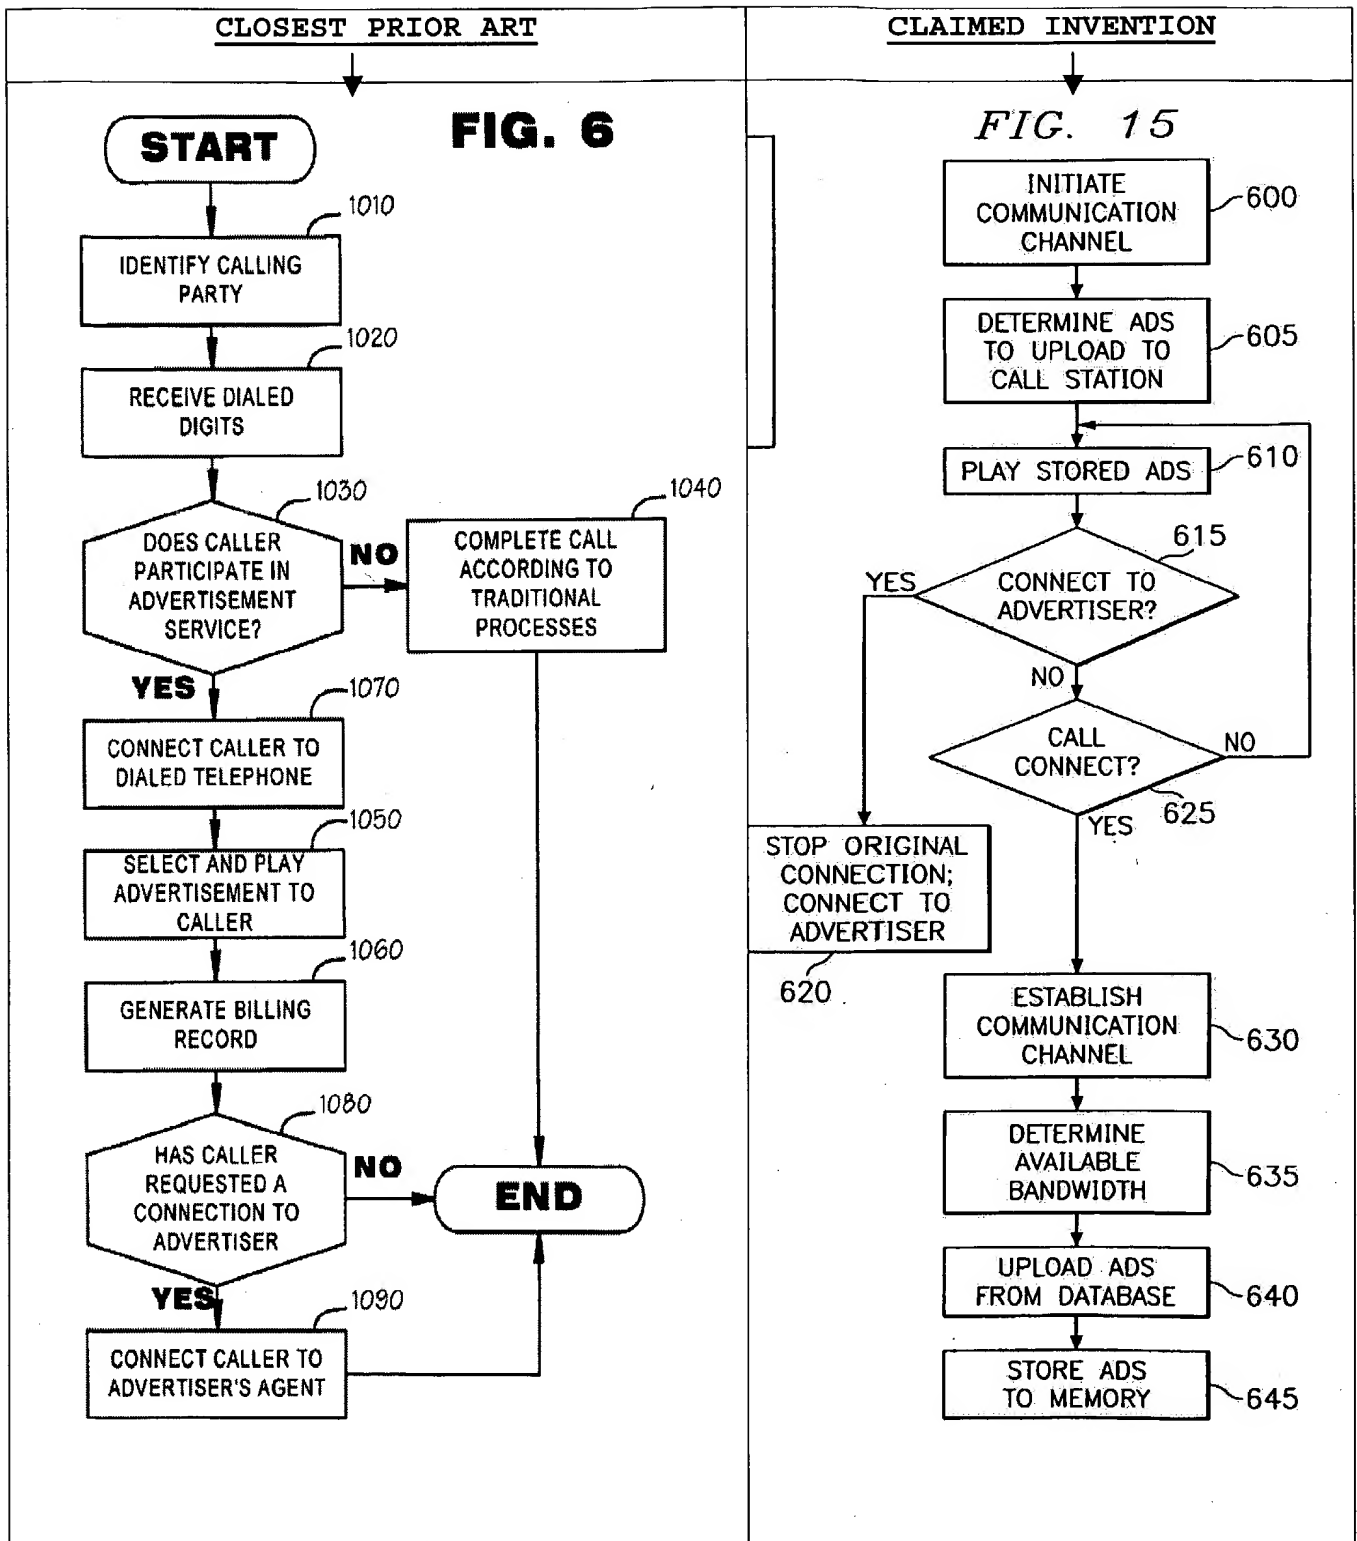 CLOSEST PRIOR ART
FIG. 6
START
1010
IDENTIFY CALLING
PARTY
1020
RECEIVE DIALED
DIGITS
1030
DOES CALLER
PARTICIPATE IN
ADVERTISEMENT
SERVICE?
NO
1040
COMPLETE CALL
ACCORDING TO
TRADITIONAL
PROCESSES
YES
1070
CONNECT CALLER TO
DIALED TELEPHONE
1050
SELECT AND PLAY
ADVERTISEMENT TO
CALLER
1060
GENERATE BILLING
RECORD
1080
HAS CALLER
REQUESTED A
CONNECTION TO
ADVERTISER
NO
END
YES
1090
CONNECT CALLER TO
ADVERTISER'S AGENT
CLAIMED INVENTION
FIG. 15
INITIATE
COMMUNICATION
CHANNEL
600
DETERMINE ADS
TO UPLOAD TO
CALL STATION
605
PLAY STORED ADS
610
615
CONNECT TO
ADVERTISER?
YES
NO
CALL
CONNECT?
NO
625
YES
STOP ORIGINAL
CONNECTION;
CONNECT TO
ADVERTISER
620
ESTABLISH
COMMUNICATION
CHANNEL
630
DETERMINE
AVAILABLE
BANDWIDTH
635
UPLOAD ADS
FROM DATABASE
640
STORE ADS
TO MEMORY
645